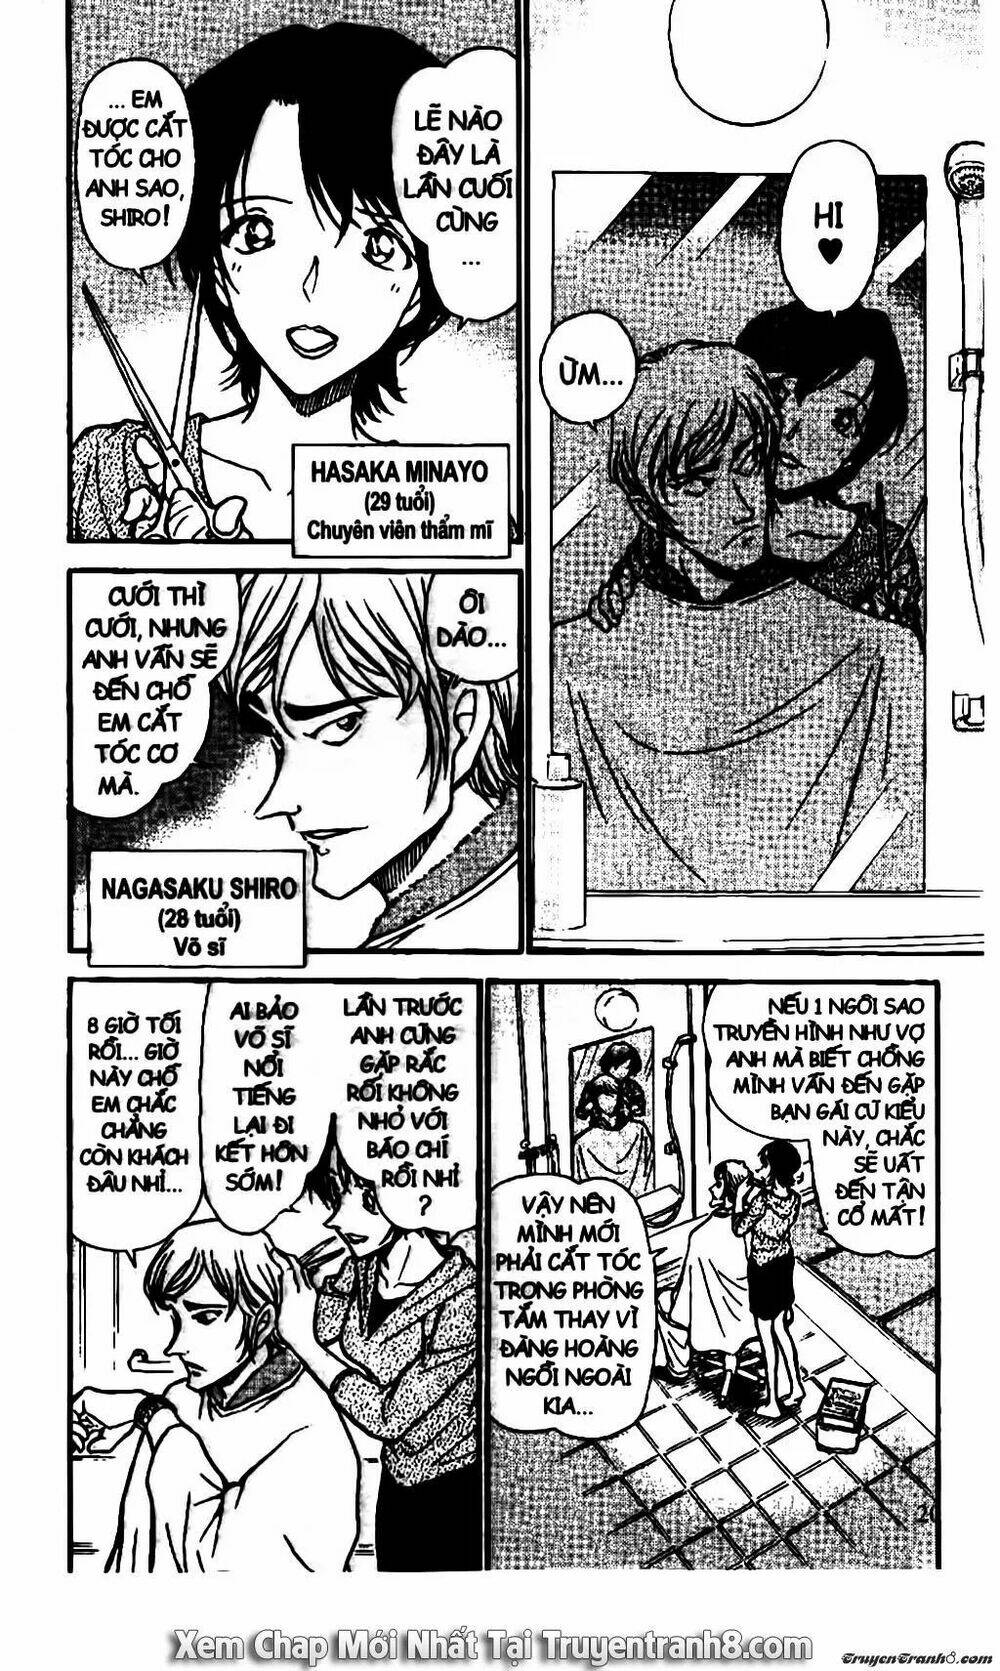 HI
♥
ỪM...
LẼ NÀO
ĐÂY LÀ
LẦN CUỐI
CÙNG
...
... EM
ĐƯỢC CẮT
TÓC CHO
ANH SAO,
SHIRO!
HASAKA MINAYO
(29 tuổi)
Chuyên viên thẩm mĩ
ÔI
DÀO...
CƯỚI THÌ
CƯỚI, NHƯNG
ANH VẪN SẼ
ĐẾN CHỖ
EM CẮT
TÓC CƠ
MÀ.
NAGASAKU SHIRO
(28 tuổi)
Võ sĩ
NẾU 1 NGÔI SAO
TRUYỀN HÌNH NHƯ VỢ
ANH MÀ BIẾT CHỒNG
MÌNH VẪN ĐẾN GẶP
BẠN GÁI CŨ KIỂU
NÀY, CHẮC
SẼ UẤT
ĐẾN TẬN
CỔ MẤT!
VẬY NÊN
MÌNH MỚI
PHẢI CẮT TÓC
TRONG PHÒNG
TẮM THAY VÌ
ĐÀNG HOÀNG
NGỒI NGOÀI
KIA...
LẦN TRƯỚC
ANH CŨNG
GẶP RẮC
RỐI KHÔNG
NHỎ VỚI
BÁO CHÍ
RỒI NHỈ
?
AI BẢO
VÕ SĨ
NỔI
TIẾNG
LẠI ĐI
KẾT HÔN
SỚM!
8 GIỜ TỐI
RỒI... GIỜ
NÀY CHỖ
EM CHẮC
CHẲNG
CÒN KHÁCH
ĐÂU NHỈ...
Xem Chap Mới Nhất Tại Truyentranh8.com
TruyenTranh8.com